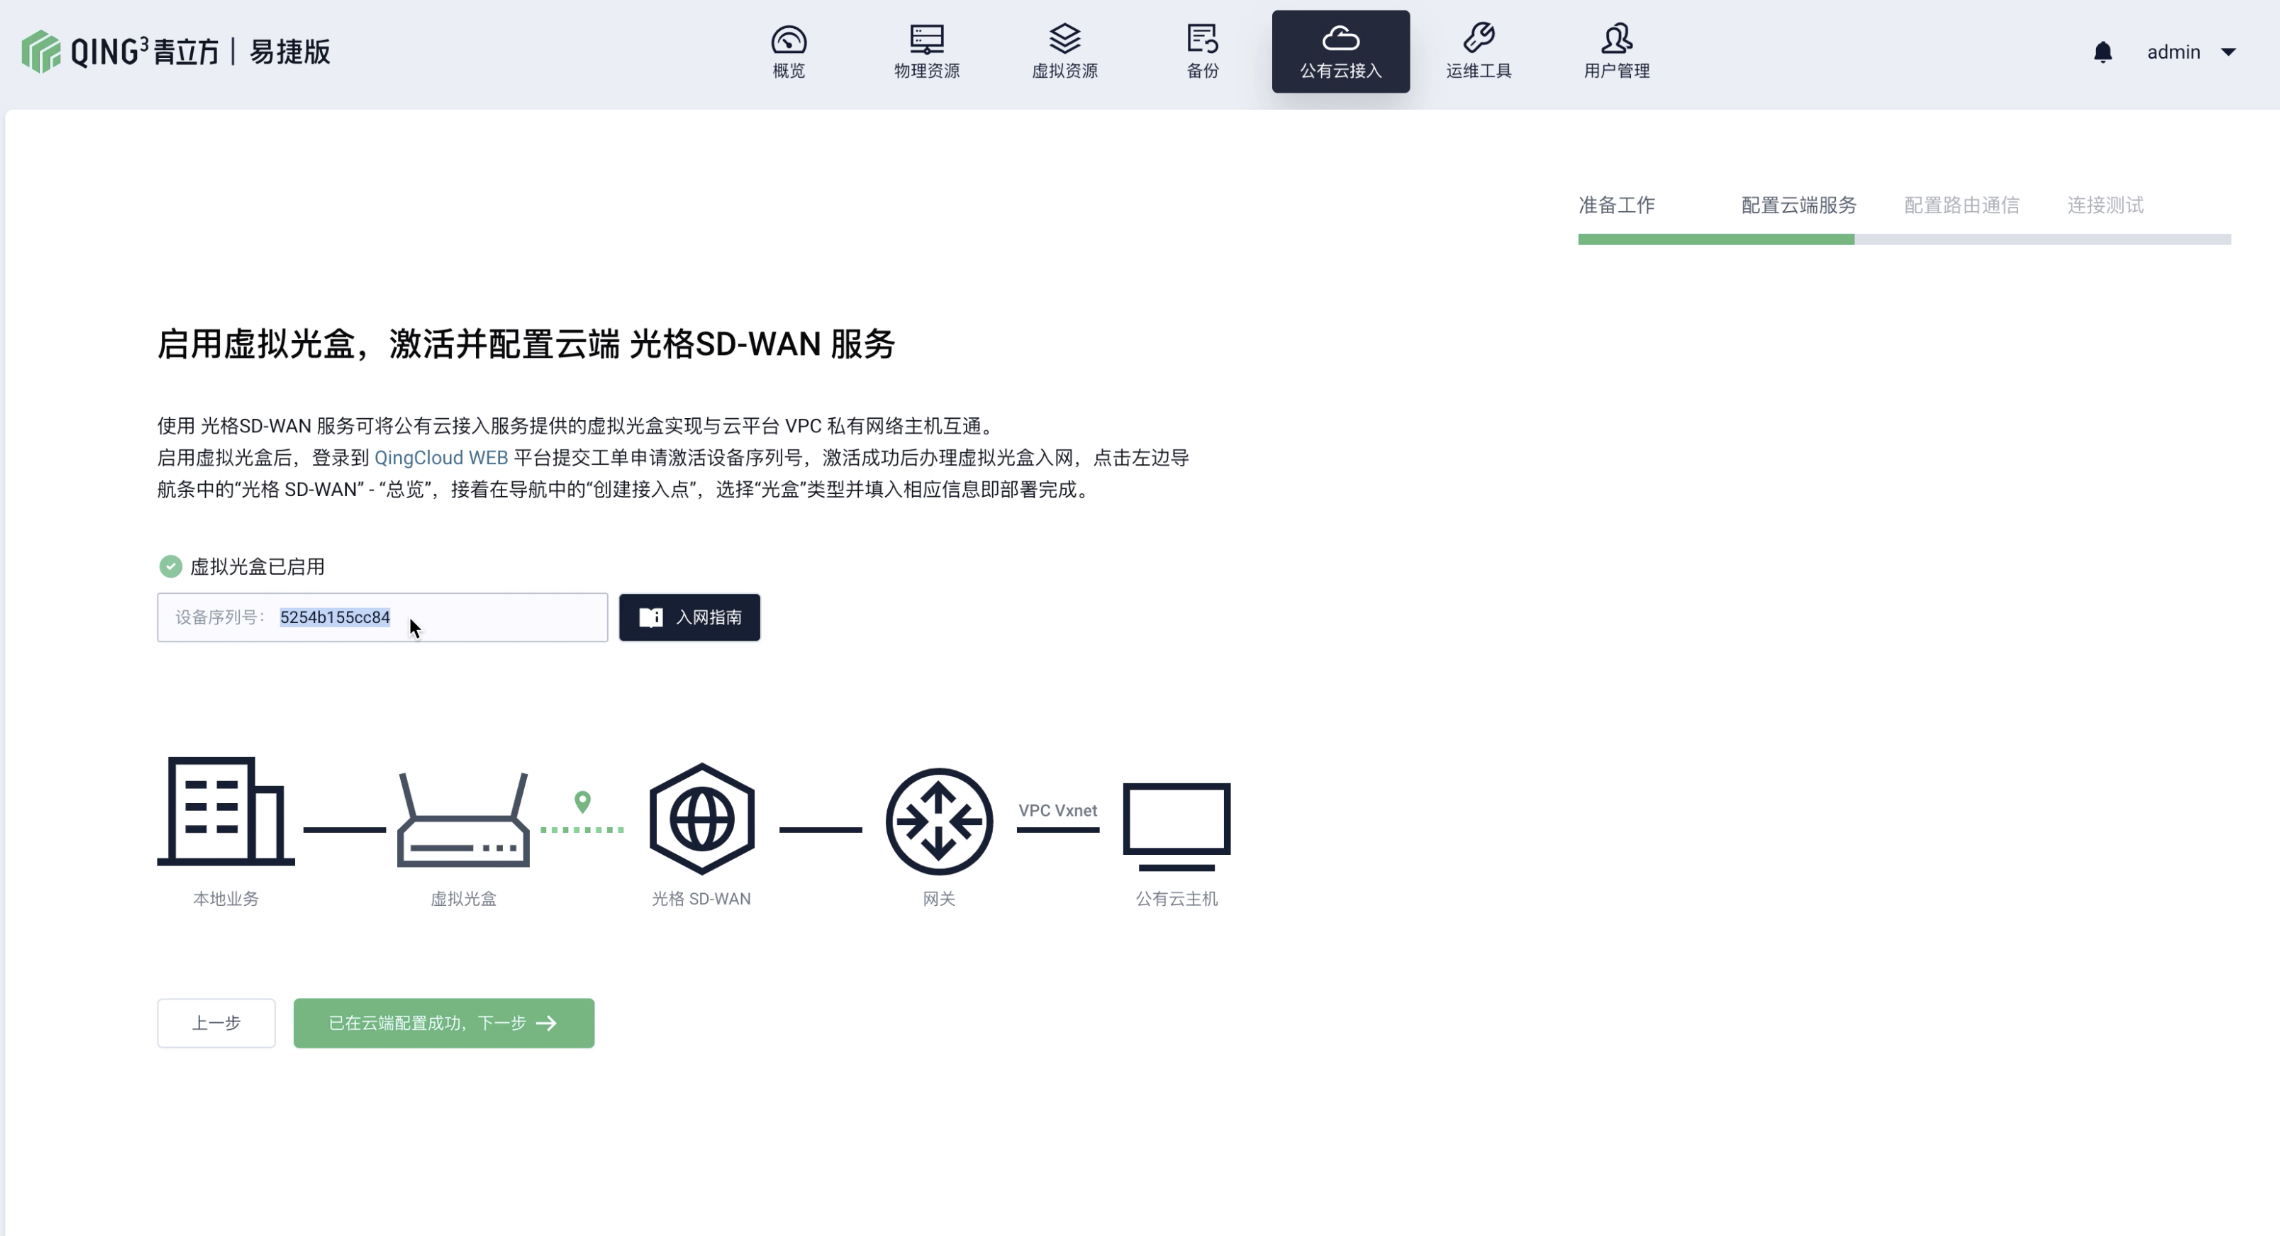 QING³青立方 | 易捷版
概览
物理资源
虚拟资源
备份
公有云接入
运维工具
用户管理
admin
准备工作
配置云端服务
配置路由通信
连接测试
启用虚拟光盒，激活并配置云端 光格SD-WAN 服务
使用 光格SD-WAN 服务可将公有云接入服务提供的虚拟光盒实现与云平台 VPC 私有网络主机互通。
启用虚拟光盒后，登录到 QingCloud WEB 平台提交工单申请激活设备序列号，激活成功后办理虚拟光盒入网，点击左边导
航条中的“光格 SD-WAN” - “总览”，接着在导航中的“创建接入点”，选择“光盒”类型并填入相应信息即部署完成。
虚拟光盒已启用
设备序列号： 5254b155cc84
入网指南
VPC Vxnet
本地业务
虚拟光盒
光格 SD-WAN
网关
公有云主机
上一步
已在云端配置成功，下一步